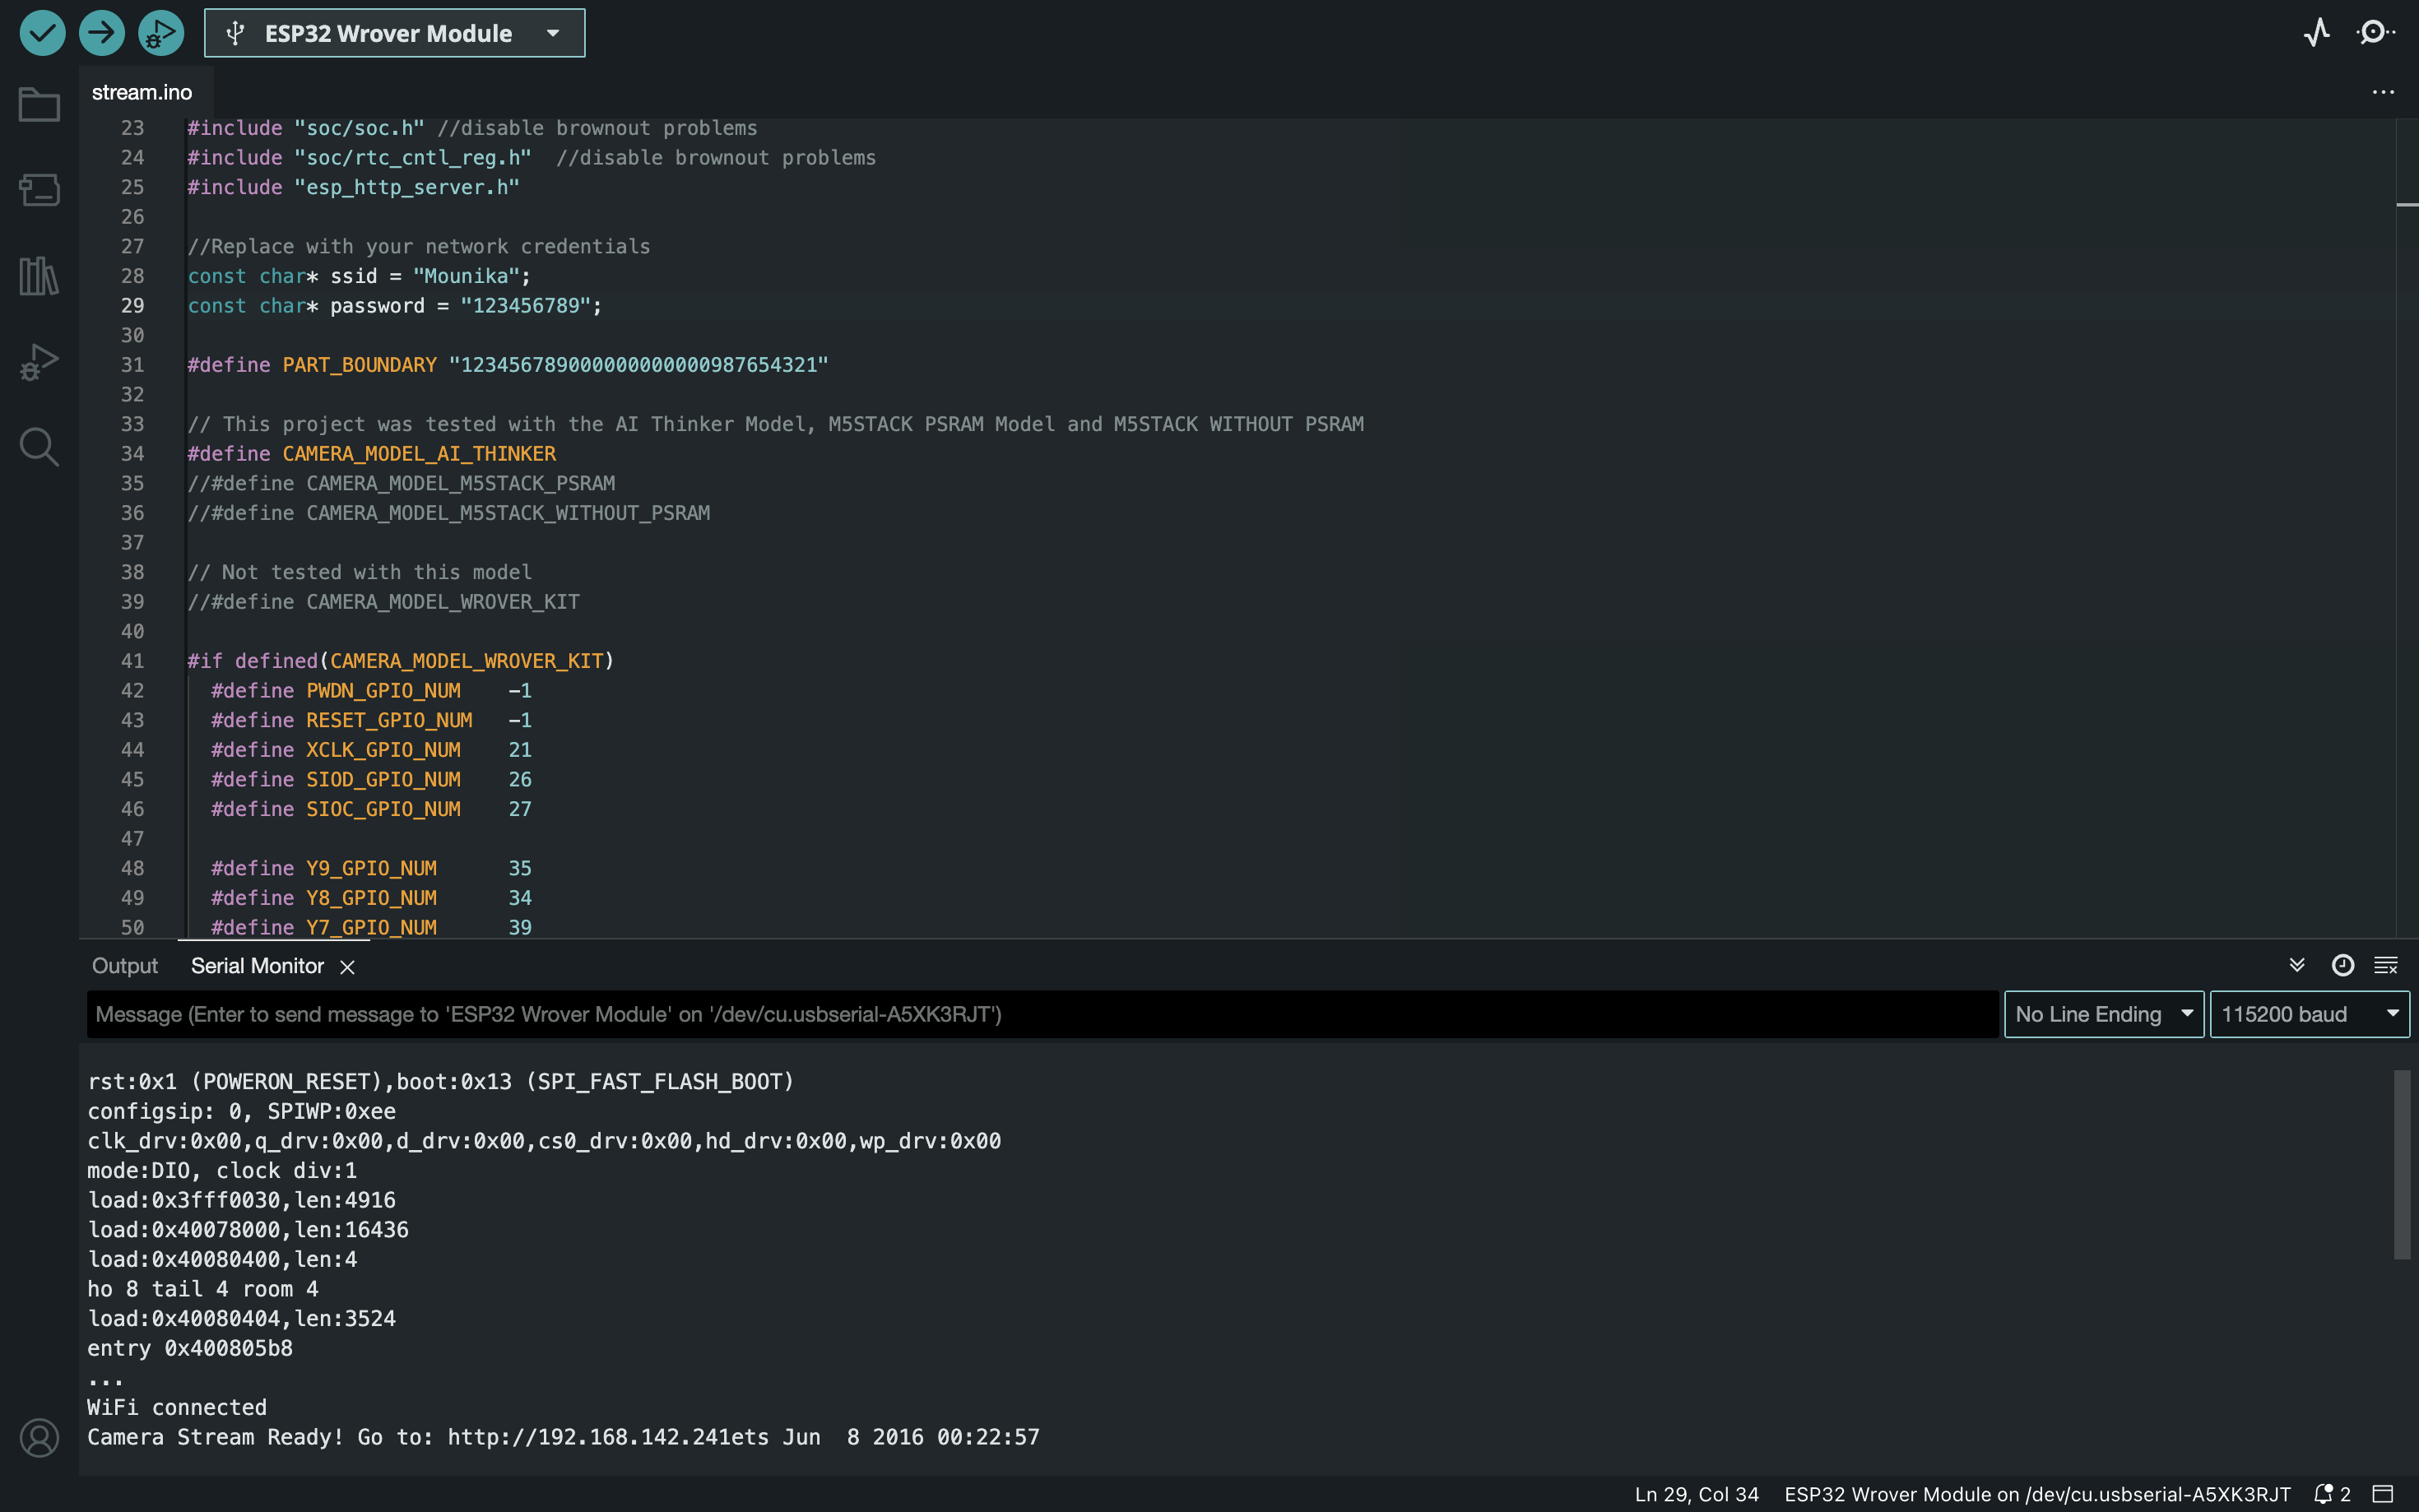 ESP32 Wrover Module
stream.ino
23 #include "soc/soc.h" //disable brownout problems
24 #include "soc/rtc_cntl_reg.h"  //disable brownout problems
25 #include "esp_http_server.h"
26
27 //Replace with your network credentials
28 const char* ssid = "Mounika";
29 const char* password = "123456789";
30
31 #define PART_BOUNDARY "123456789000000000000987654321"
32
33 // This project was tested with the AI Thinker Model, M5STACK PSRAM Model and M5STACK WITHOUT PSRAM
34 #define CAMERA_MODEL_AI_THINKER
35 //#define CAMERA_MODEL_M5STACK_PSRAM
36 //#define CAMERA_MODEL_M5STACK_WITHOUT_PSRAM
37
38 // Not tested with this model
39 //#define CAMERA_MODEL_WROVER_KIT
40
41 #if defined(CAMERA_MODEL_WROVER_KIT)
42   #define PWDN_GPIO_NUM    -1
43   #define RESET_GPIO_NUM   -1
44   #define XCLK_GPIO_NUM    21
45   #define SIOD_GPIO_NUM    26
46   #define SIOC_GPIO_NUM    27
47
48   #define Y9_GPIO_NUM      35
49   #define Y8_GPIO_NUM      34
50   #define Y7_GPIO_NUM      39
Output Serial Monitor
Message (Enter to send message to 'ESP32 Wrover Module' on '/dev/cu.usbserial-A5XK3RJT') No Line Ending 115200 baud
rst:0x1 (POWERON_RESET),boot:0x13 (SPI_FAST_FLASH_BOOT)
configsip: 0, SPIWP:0xee
clk_drv:0x00,q_drv:0x00,d_drv:0x00,cs0_drv:0x00,hd_drv:0x00,wp_drv:0x00
mode:DIO, clock div:1
load:0x3fff0030,len:4916
load:0x40078000,len:16436
load:0x40080400,len:4
ho 8 tail 4 room 4
load:0x40080404,len:3524
entry 0x400805b8
...
WiFi connected
Camera Stream Ready! Go to: http://192.168.142.241ets Jun  8 2016 00:22:57
Ln 29, Col 34 ESP32 Wrover Module on /dev/cu.usbserial-A5XK3RJT 2